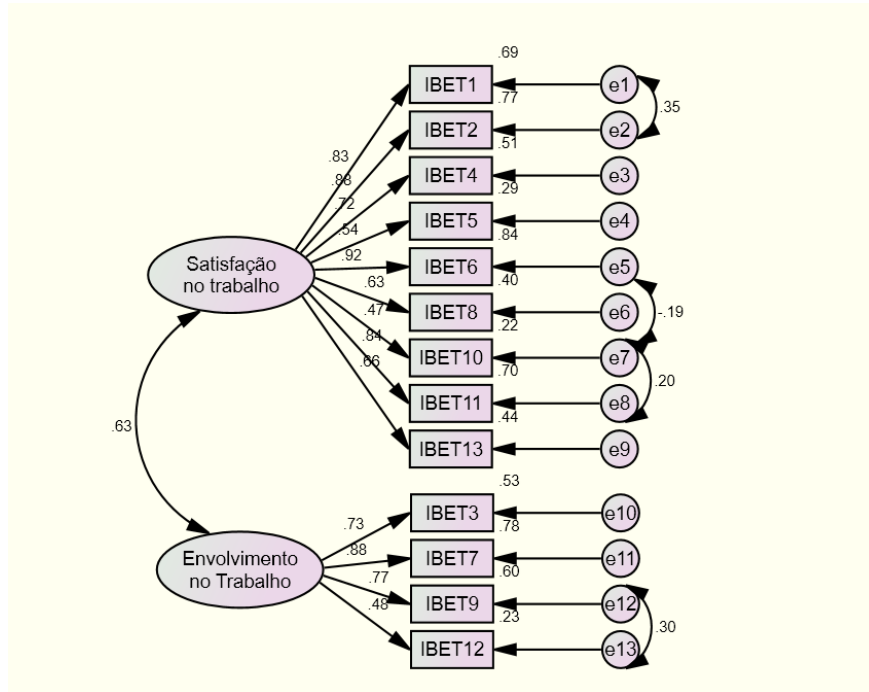 .69
IBET1
e1
.77
.35
IBET2
e2
.83
.51
.88
IBET4
e3
.72
.29
IBET5
e4
.54
.84
.92
Satisfação
no trabalho
IBET6
e5
.63
.40
.47
IBET8
e6
-.19
.22
.84
IBET10
e7
.66
.70
.20
IBET11
e8
.44
IBET13
e9
.63
.53
IBET3
e10
.73
.78
.88
Envolvimento
no Trabalho
IBET7
e11
.77
.60
.48
IBET9
e12
.23
.30
IBET12
e13